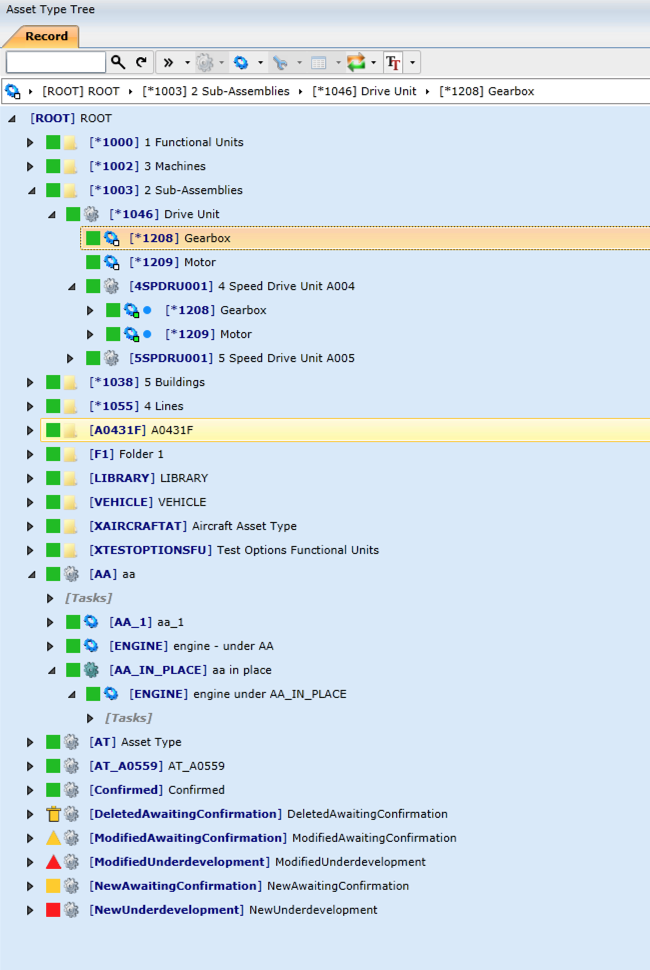 Asset Type Tree
Record
[ROOT] ROOT [*1003] 2 Sub-Assemblies [*1046] Drive Unit [*1208] Gearbox
[ROOT] ROOT
[*1000] 1 Functional Units
[*1002] 3 Machines
[*1003] 2 Sub-Assemblies
[*1046] Drive Unit
[*1208] Gearbox
[*1209] Motor
[4SPDRU001] 4 Speed Drive Unit A004
[*1208] Gearbox
[*1209] Motor
[5SPDRU001] 5 Speed Drive Unit A005
[*1038] 5 Buildings
[*1055] 4 Lines
[A0431F] A0431F
[F1] Folder 1
[LIBRARY] LIBRARY
[VEHICLE] VEHICLE
[XAIRCRAFTAT] Aircraft Asset Type
[XTESTOPTIONSFU] Test Options Functional Units
[AA] aa
[Tasks]
[AA_1] aa_1
[ENGINE] engine - under AA
[AA_IN_PLACE] aa in place
[ENGINE] engine under AA_IN_PLACE
[Tasks]
[AT] Asset Type
[AT_A0559] AT_A0559
[Confirmed] Confirmed
[DeletedAwaitingConfirmation] DeletedAwaitingConfirmation
[ModifiedAwaitingConfirmation] ModifiedAwaitingConfirmation
[ModifiedUnderdevelopment] ModifiedUnderdevelopment
[NewAwaitingConfirmation] NewAwaitingConfirmation
[NewUnderdevelopment] NewUnderdevelopment